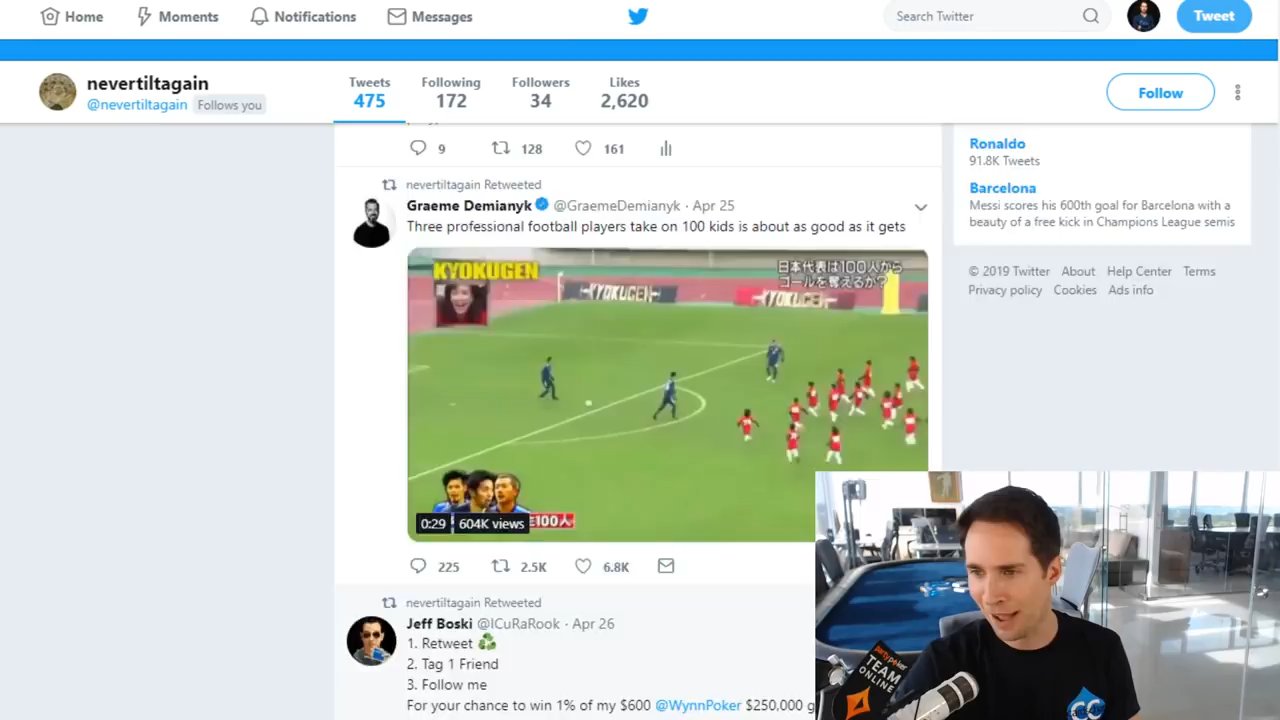 Home
Moments
Notifications
Messages
Search Twitter
Tweet
nevertiltagain
@nevertiltagain Follows you
Tweets
475
Following
172
Followers
34
Likes
2,620
Follow
9
128
161
nevertiltagain Retweeted
Graeme Demianyk @GraemeDemianyk · Apr 25
Three professional football players take on 100 kids is about as good as it gets
KYOKUGEN
日本代表は100人から
ゴールを奪えるか?
KYOKUGEN
KYOKUGEN
0:29
604K views
100人
225
2.5K
6.8K
nevertiltagain Retweeted
Jeff Boski @ICuRaRook · Apr 26
1. Retweet
2. Tag 1 Friend
3. Follow me
For your chance to win 1% of my $600 @WynnPoker $250,000 g
Ronaldo
91.8K Tweets
Barcelona
Messi scores his 600th goal for Barcelona with a
beauty of a free kick in Champions League semis
© 2019 Twitter About Help Center Terms
Privacy policy Cookies Ads info
partypoker
TEAM
ONLINE